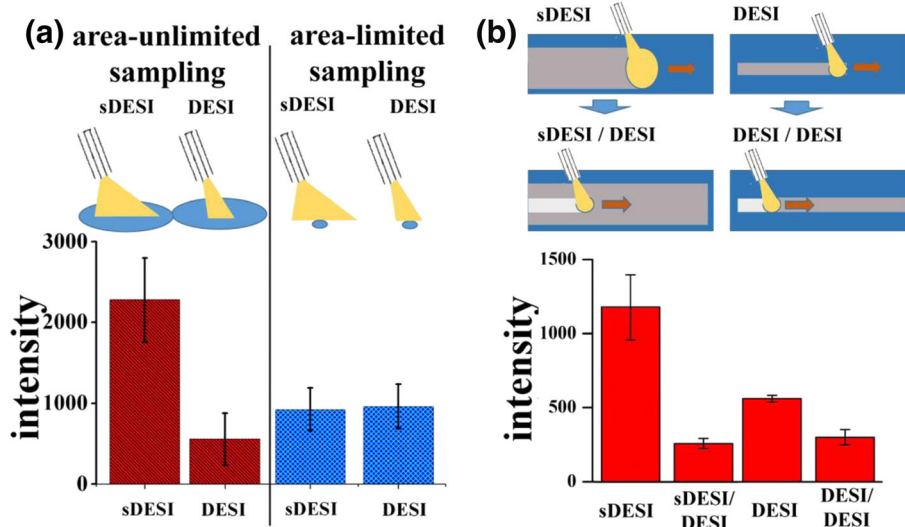 (a) area-unlimited
sampling
sDESI DESI
area-limited
sampling
sDESI DESI
intensity
3000
2000
1000
0
sDESI DESI sDESI DESI
(b) sDESI DESI
sDESI / DESI DESI / DESI
intensity
1500
1000
500
0
sDESI sDESI/ DESI DESI/
DESI DESI